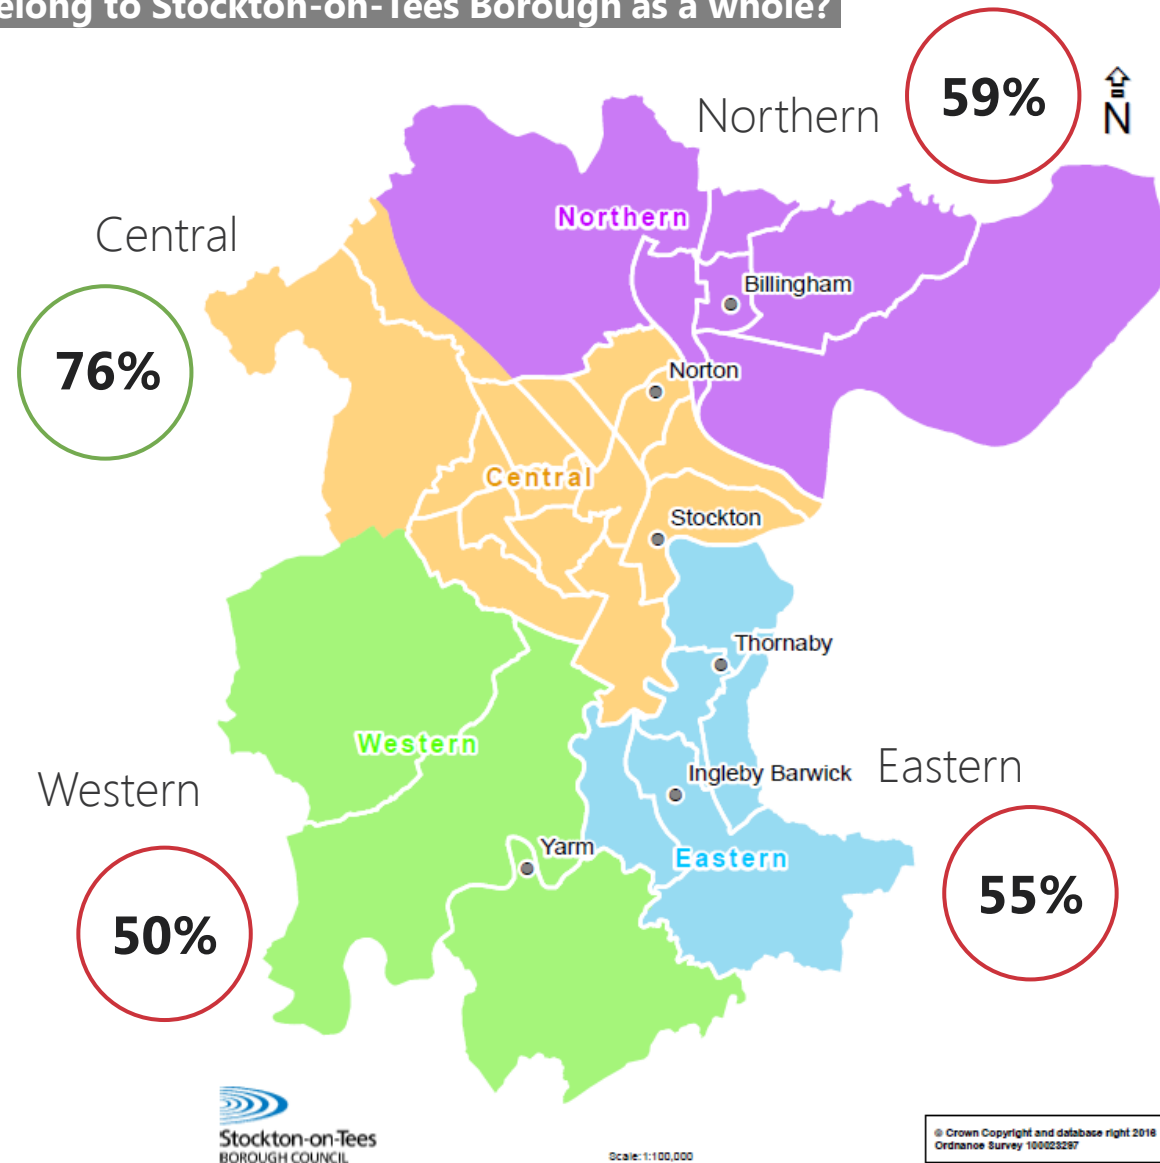 to Stockton-on-Tees Borough as a whole?
Northern
59%
N
Central
76%
Northern
Billingham
Norton
Central
Stockton
Thornaby
Western
Ingleby Barwick
Eastern
Western
Yarm
Eastern
50%
55%
Stockton-on-Tees
BOROUGH COUNCIL
Scale:1:100,000
© Crown Copyright and database right 2016
Ordnance Survey 100023297